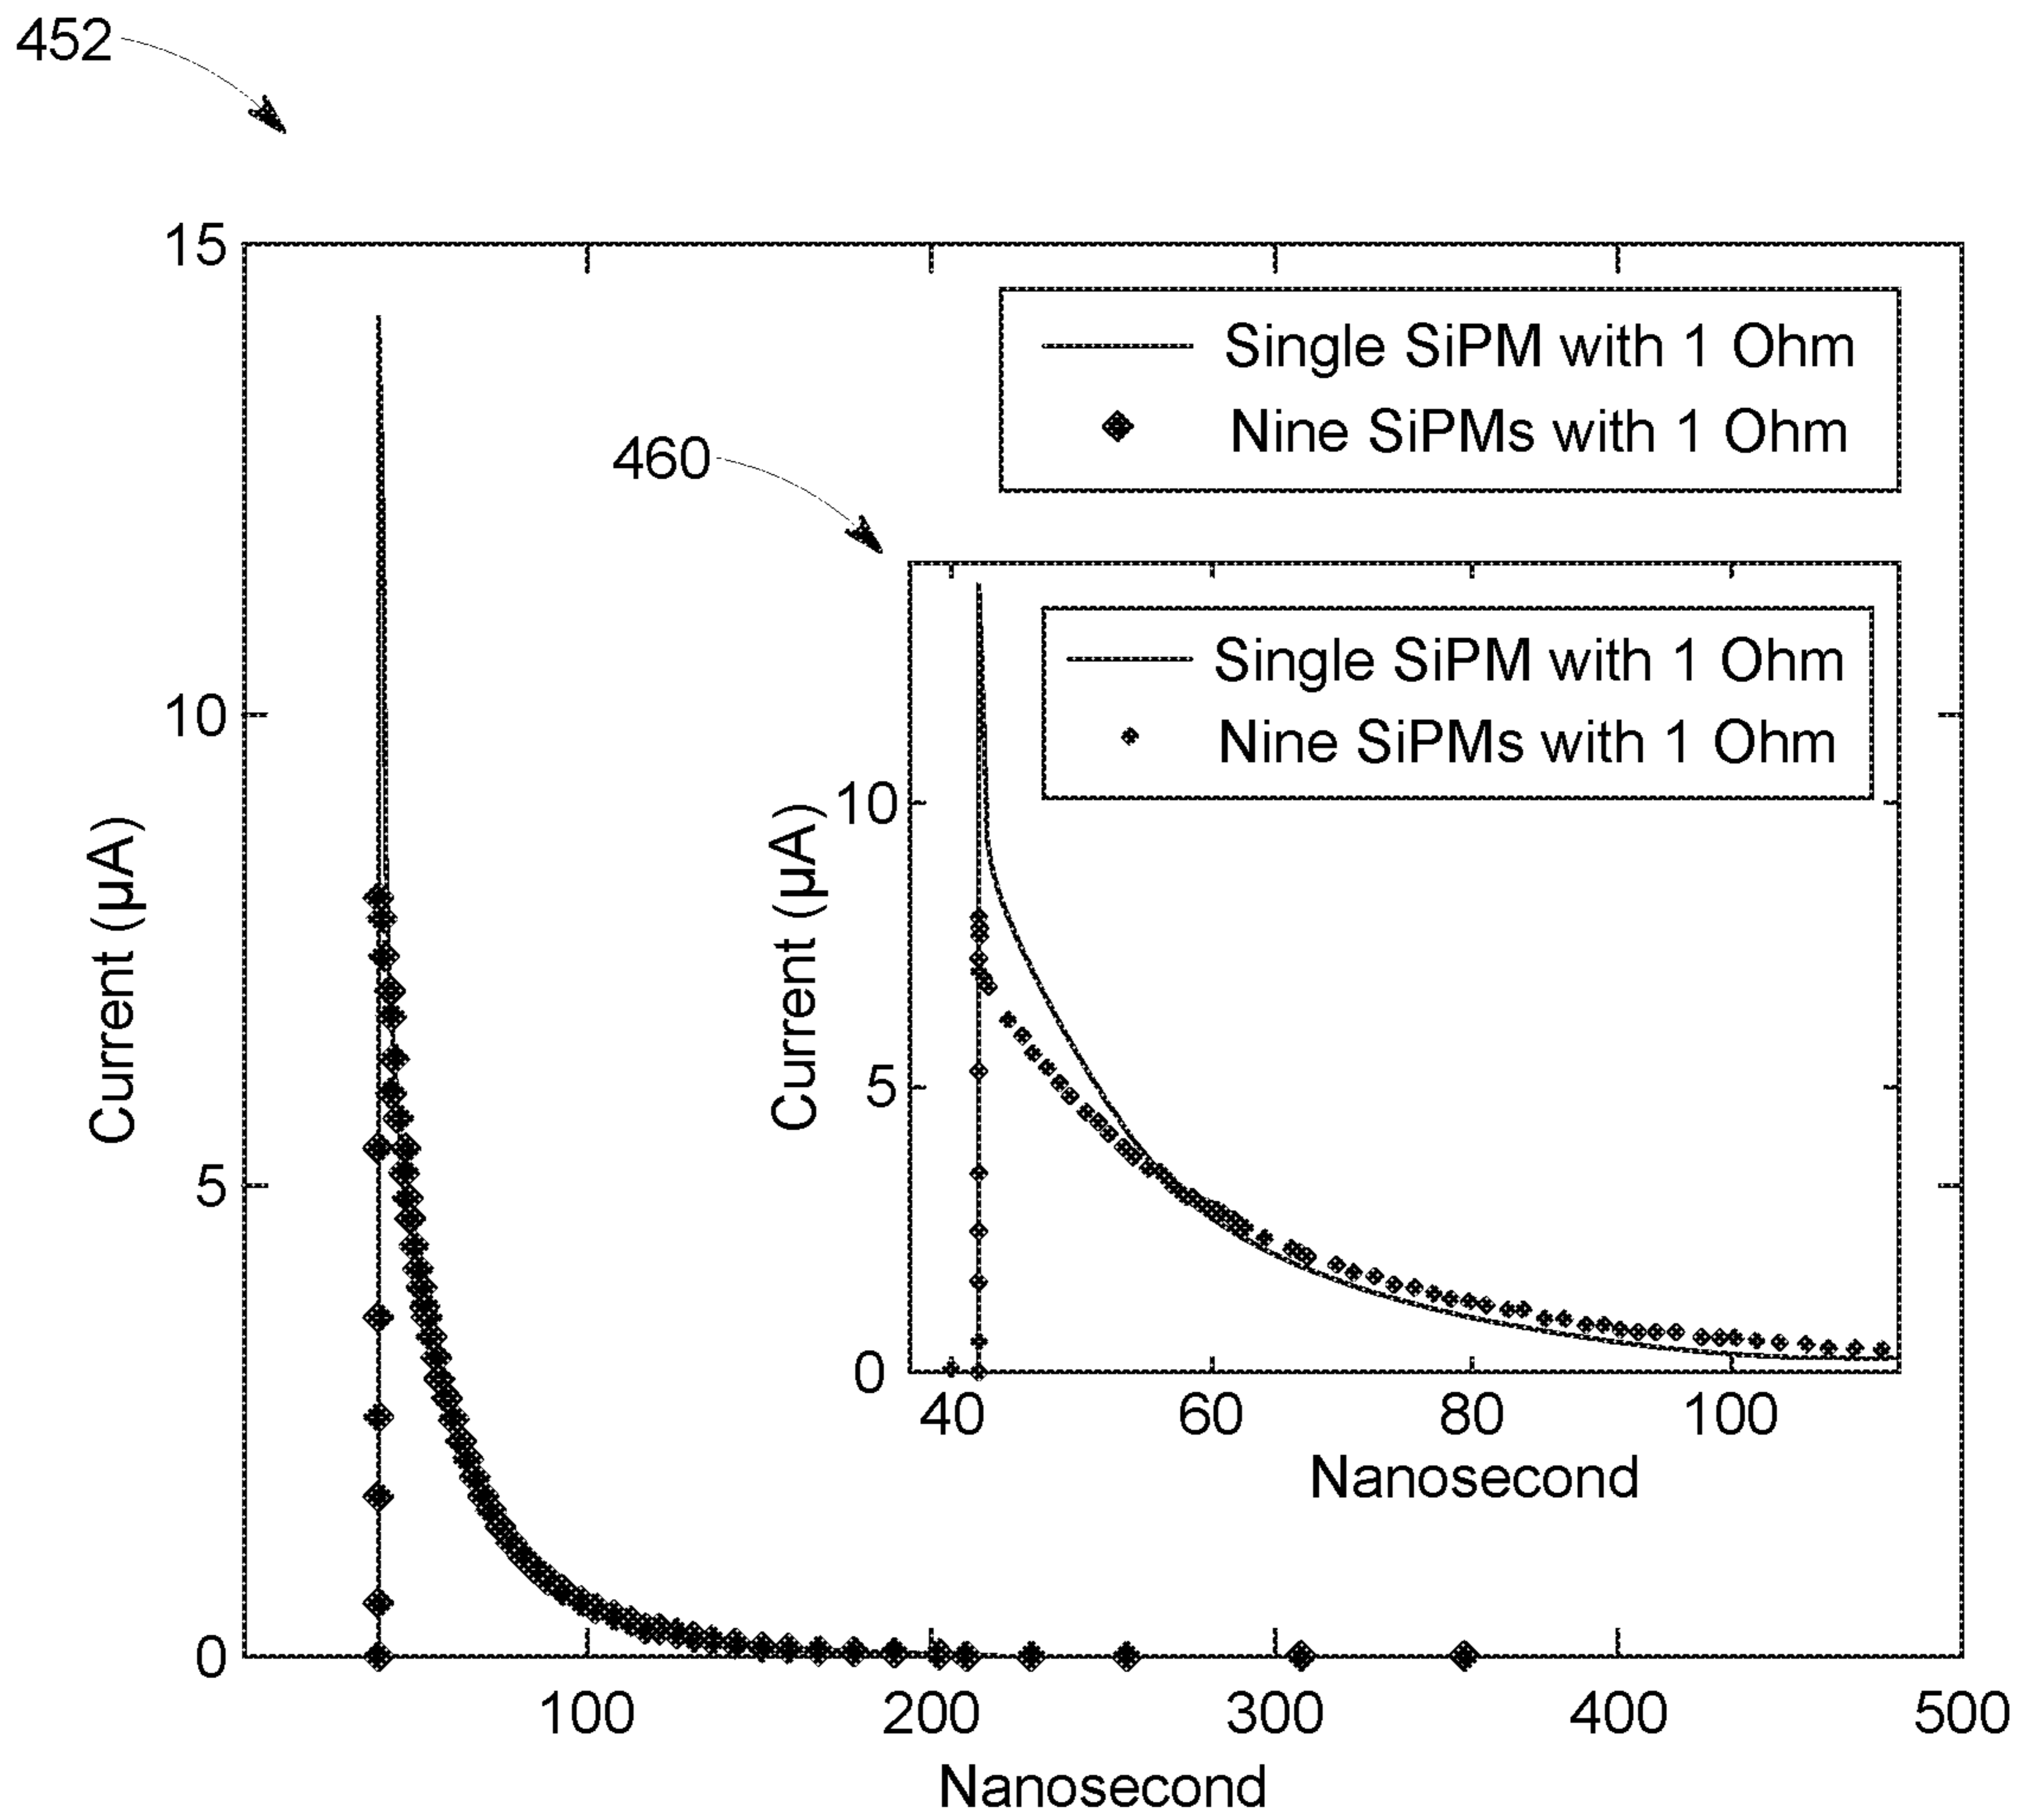 452
15
Single SiPM with 1 Ohm
Nine SiPMs with 1 Ohm
460
Single SiPM with 1 Ohm
Nine SiPMs with 1 Ohm
10
10
Current (µA)
Current (µA)
5
5
0
40 60 80 100
Nanosecond
0
100 200 300 400 500
Nanosecond